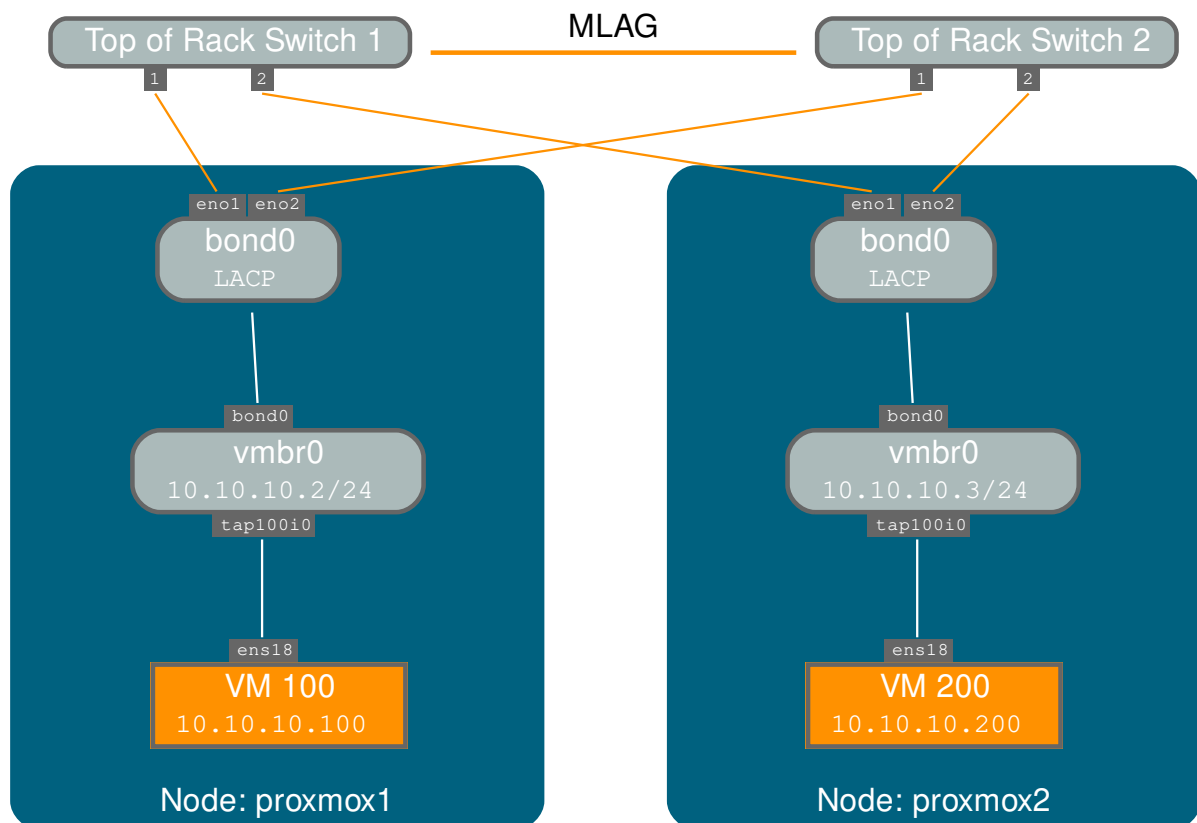 MLAG
Top of Rack Switch 1
Top of Rack Switch 2
1
2
1
2
eno1
eno2
bond0
LACP
bond0
vmbr0
10.10.10.2/24
tap100i0
ens18
VM 100
10.10.10.100
Node: proxmox1
eno1
eno2
bond0
LACP
bond0
vmbr0
10.10.10.3/24
tap100i0
ens18
VM 200
10.10.10.200
Node: proxmox2